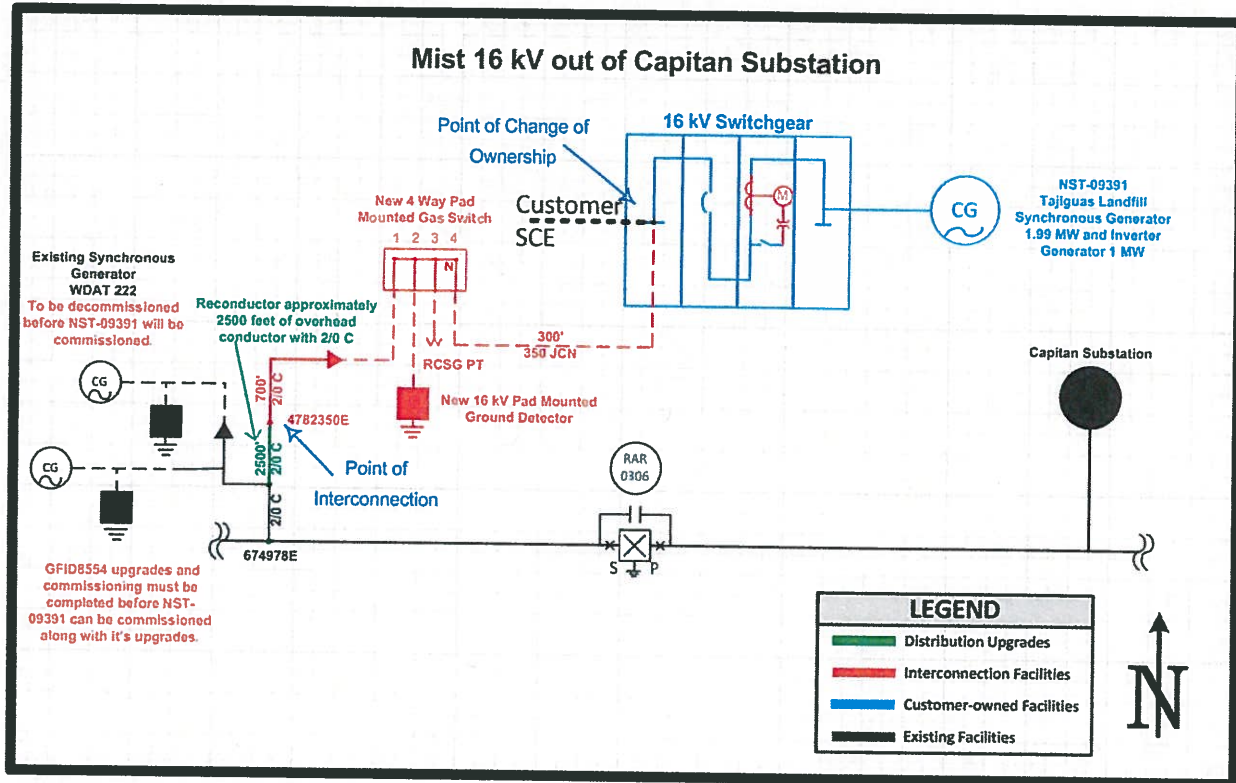 Mist 16 kV out of Capitan Substation
Point of Change of
Ownership
16 kV Switchgear
Customer
SCE
M
CG
NST-09391
Tajiguas Landfill
Synchronous Generator
1.99 MW and Inverter
Generator 1 MW
New 4 Way Pad
Mounted Gas Switch
1 2 3 4
N
Existing Synchronous
Generator
WDAT 222
To be decommissioned
before NST-09391 will be
commissioned.
Reconductor approximately
2500 feet of overhead
conductor with 2/0 C
300'
350 JCN
RCSG PT
New 16 kV Pad Mounted
Ground Detector
700'
2/0 C
4782350E
2500'
2/0 C
Point of
Interconnection
2/0 C
CG
CG
674978E
GFID8554 upgrades and
commissioning must be
completed before NST-
09391 can be commissioned
along with it's upgrades.
RAR
0306
S P
Capitan Substation
LEGEND
Distribution Upgrades
Interconnection Facilities
Customer-owned Facilities
Existing Facilities
N